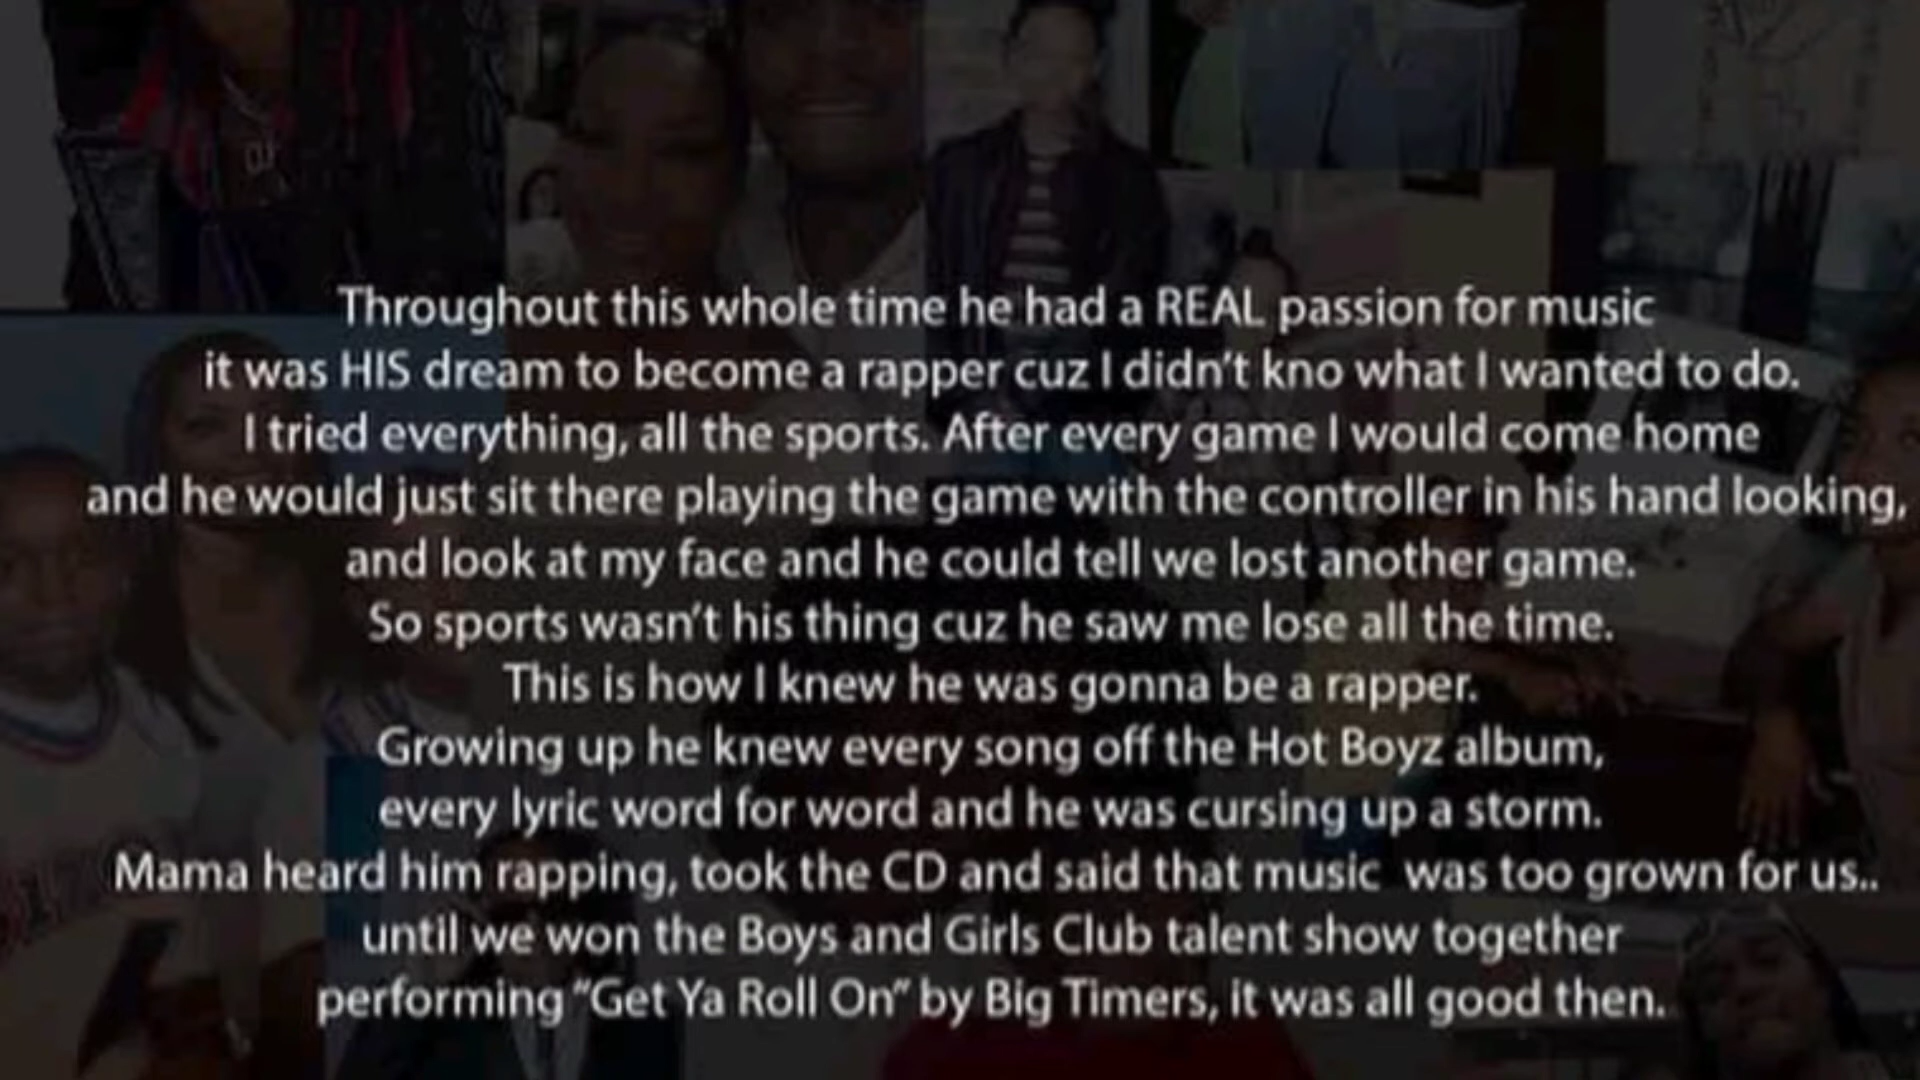 Throughout this whole time he had a REAL passion for music
it was HIS dream to become a rapper cuz I didn't kno what I wanted to do.
I tried everything, all the sports. After every game I would come home
and he would just sit there playing the game with the controller in his hand looking,
and look at my face and he could tell we lost another game.
So sports wasn't his thing cuz he saw me lose all the time.
This is how I knew he was gonna be a rapper.
Growing up he knew every song off the Hot Boyz album,
every lyric word for word and he was cursing up a storm.
Mama heard him rapping, took the CD and said that music  was too grown for us..
until we won the Boys and Girls Club talent show together
performing "Get Ya Roll On" by Big Timers, it was all good then.